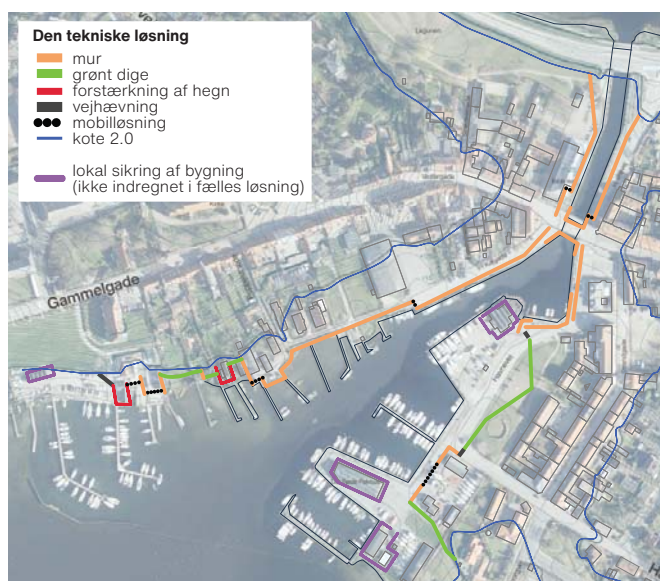 Den tekniske løsning
mur
grønt dige
forstærkning af hegn
vejhævning
mobilløsning
kote 2.0
lokal sikring af bygning
(ikke indregnet i fælles løsning)
Lagunen
Gammelgade
H